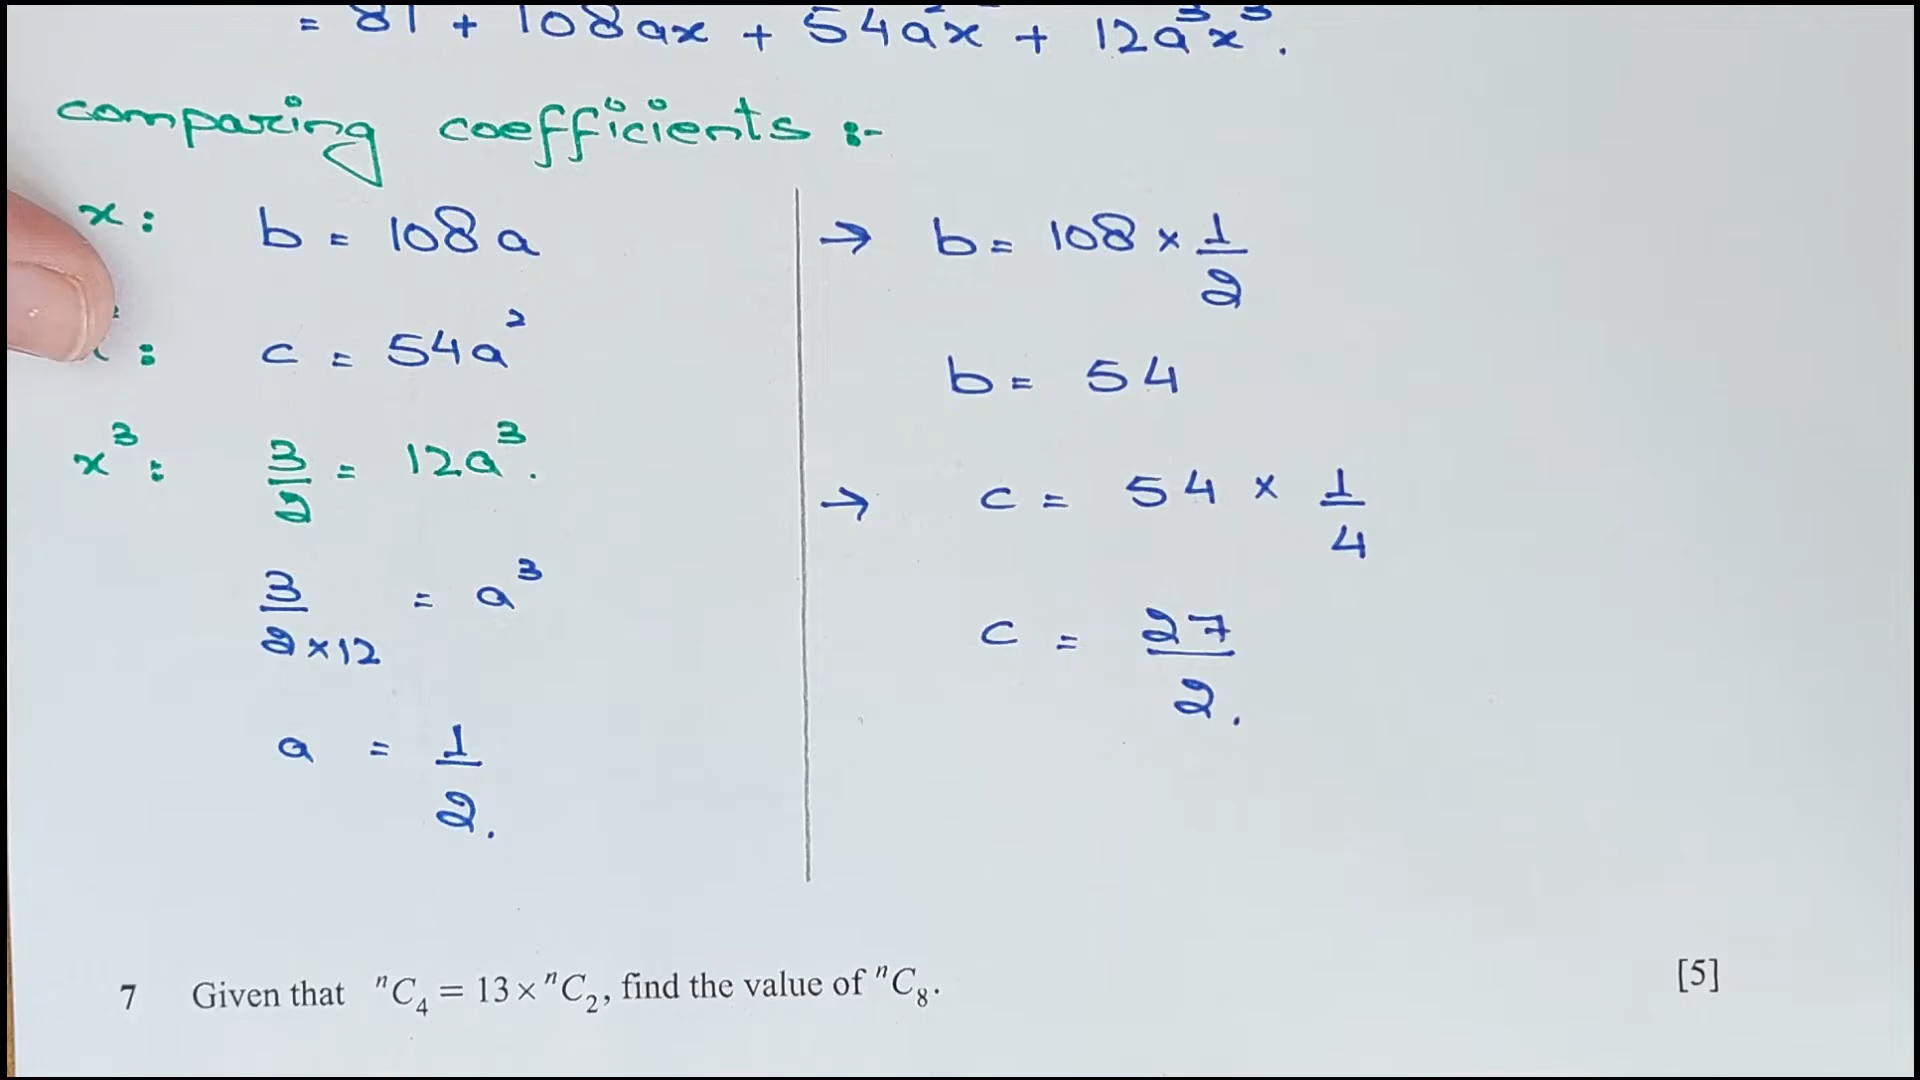 = 81 + 108ax + 54a²x² + 12a³x³.
comparing coefficients :-
x: b = 108a
: c = 54a²
x³: 3/2 = 12a³.
3/(2×12) = a³
a = 1/2.
→ b = 108 × 1/2
b = 54
→ c = 54 × 1/4
c = 27/2.
7 Given that ⁿC₄ = 13 × ⁿC₂, find the value of ⁿC₈. [5]